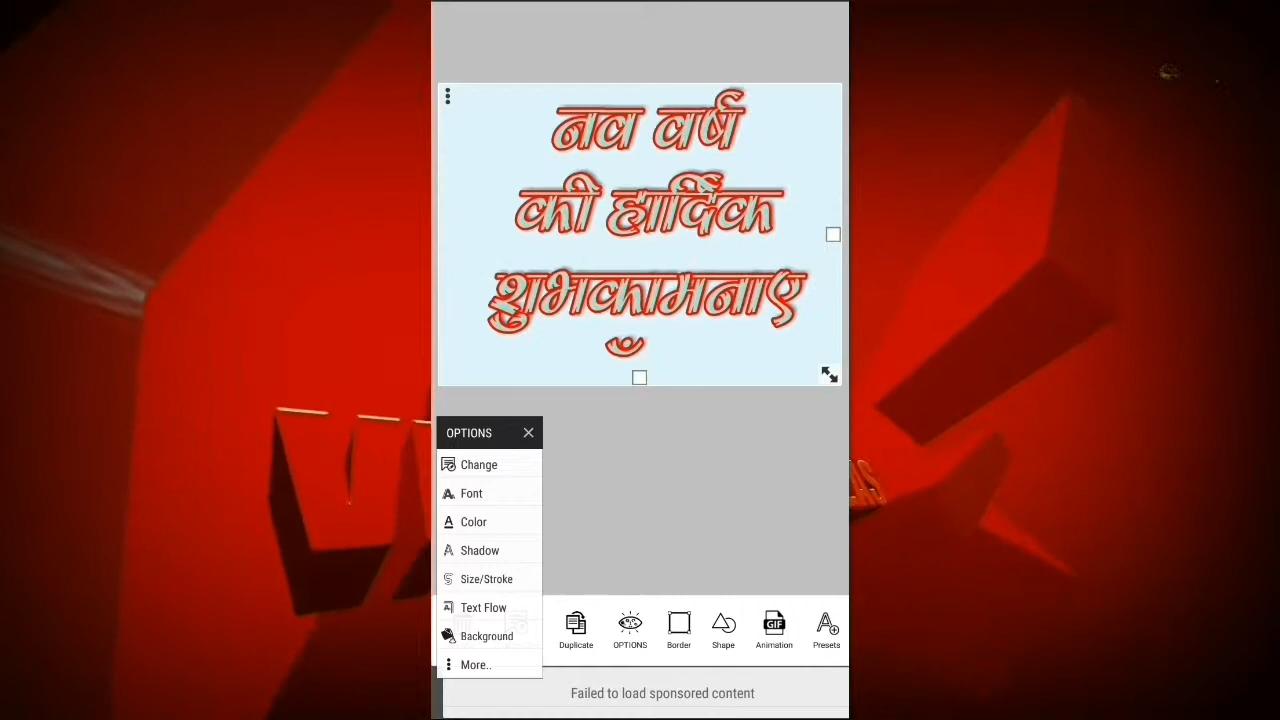 नव वर्ष
की हार्दिक
शुभकामनाएँ
OPTIONS
Change
Font
Color
Shadow
Size/Stroke
Text Flow
Background
More..
Duplicate
OPTIONS
Border
Shape
GIF
Animation
Presets
Failed to load sponsored content